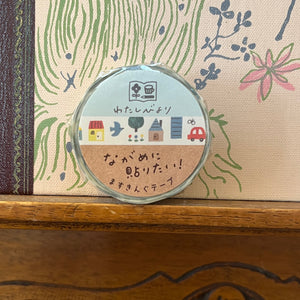 わたしびより
ながめに
貼りたい！
ますきんぐテープ